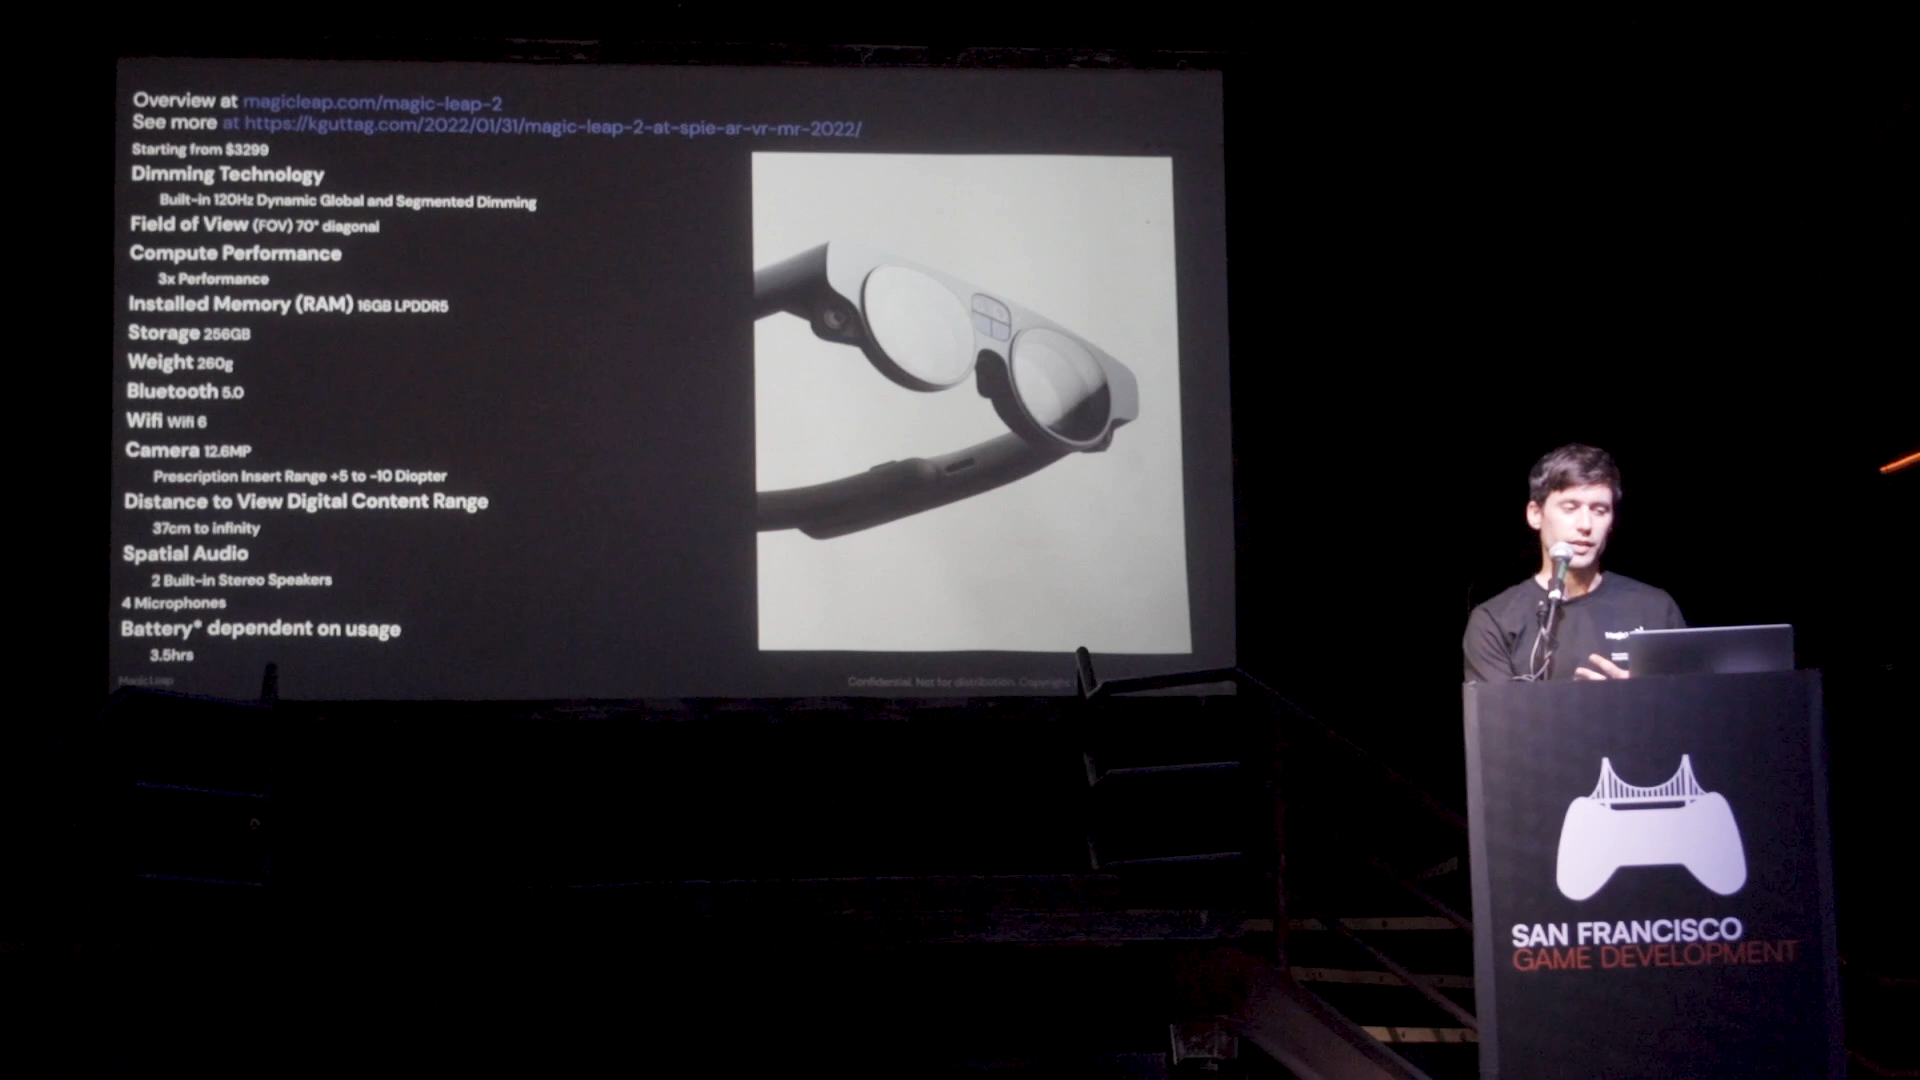 Overview at magicleap.com/magic-leap-2
See more at https://kguttag.com/2022/01/31/magic-leap-2-at-spie-ar-vr-mr-2022/
Starting from $3299
Dimming Technology
Built-in 120Hz Dynamic Global and Segmented Dimming
Field of View (FOV) 70° diagonal
Compute Performance
3x Performance
Installed Memory (RAM) 16GB LPDDR5
Storage 256GB
Weight 260g
Bluetooth 5.0
Wifi Wifi 6
Camera 12.6MP
Prescription Insert Range +5 to -10 Diopter
Distance to View Digital Content Range
37cm to infinity
Spatial Audio
2 Built-in Stereo Speakers
4 Microphones
Battery* dependent on usage
3.5hrs
Magic Leap
Confidential. Not for distribution. Copyright
SAN FRANCISCO
GAME DEVELOPMENT